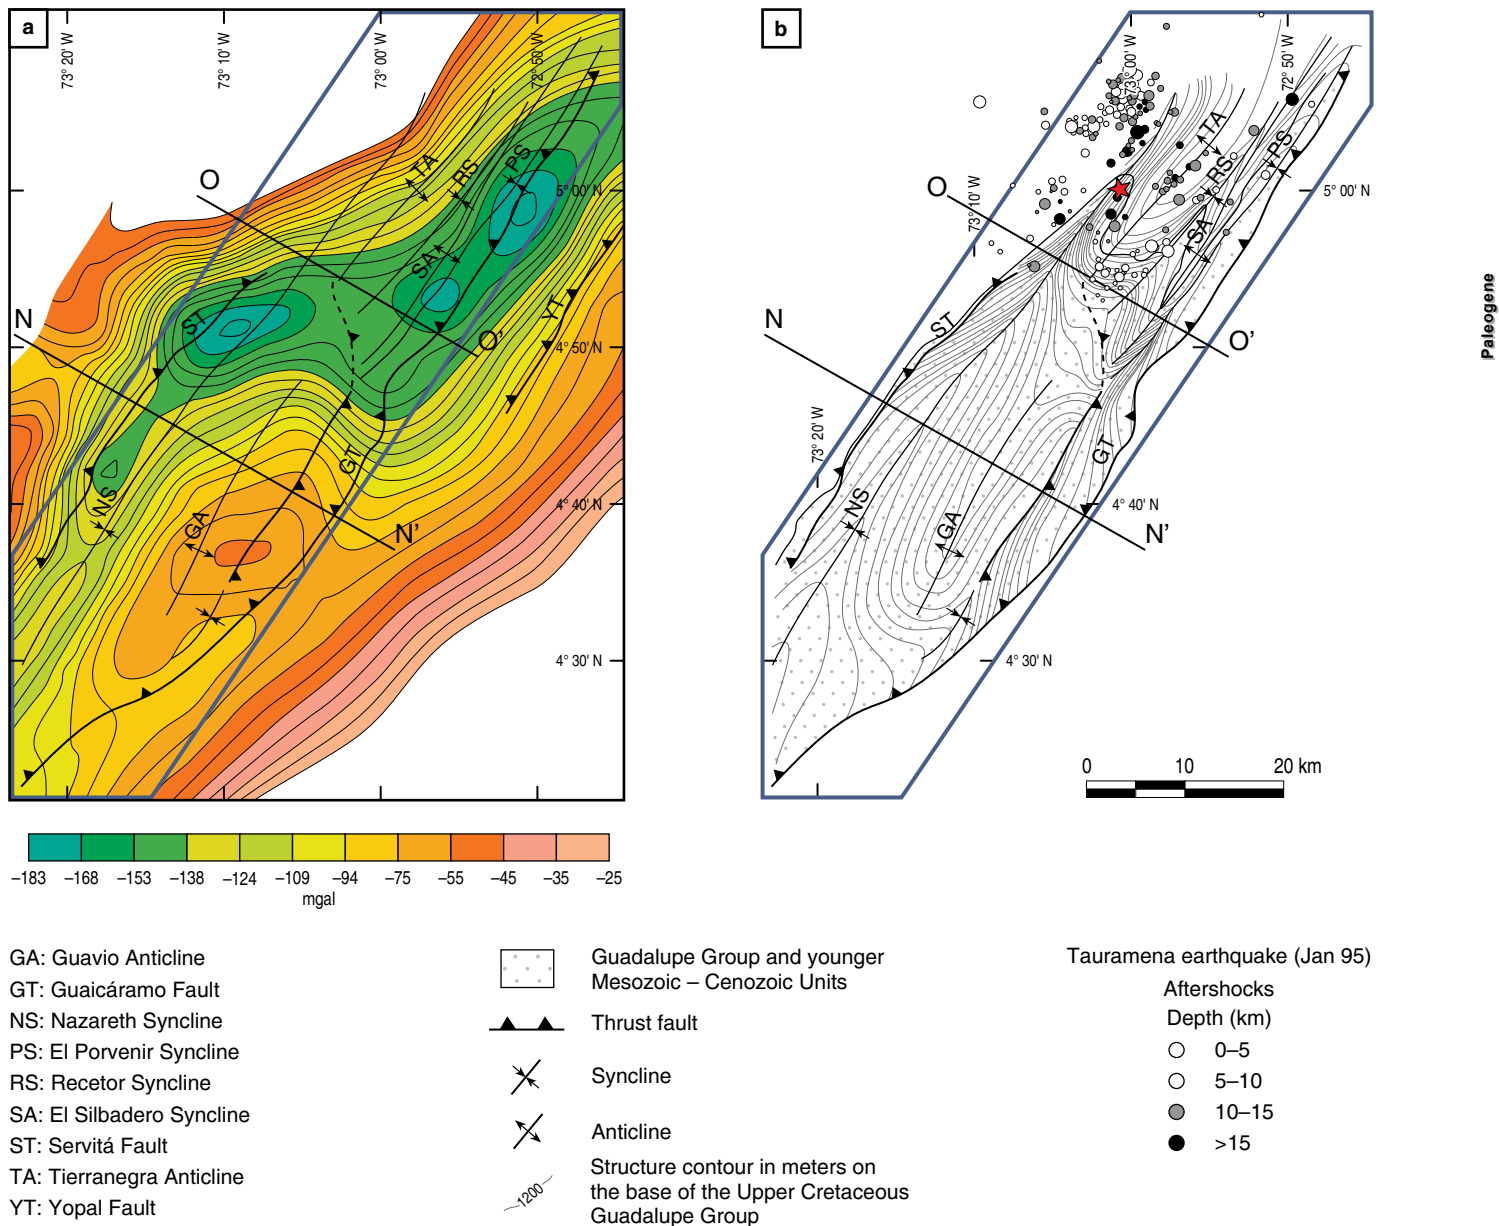 a
73° 20' W
73° 10' W
73° 00' W
72° 50' W
O
TA
RS
PS
5° 00' N
SA
N
ST
YT
O'
4° 50' N
GT
NS
GA
4° 40' N
N'
4° 30' N
b
73° 00' W
72° 50' W
TA
PS
RS
O
73° 10' W
5° 00' N
SA
N
ST
O'
73° 20' W
GT
NS
GA
4° 40' N
N'
4° 30' N
0 10 20 km
Paleogene
–183 –168 –153 –138 –124 –109 –94 –75 –55 –45 –35 –25
mgal
GA: Guavio Anticline
GT: Guaicáramo Fault
NS: Nazareth Syncline
PS: El Porvenir Syncline
RS: Recetor Syncline
SA: El Silbadero Syncline
ST: Servitá Fault
TA: Tierranegra Anticline
YT: Yopal Fault
Guadalupe Group and younger
Mesozoic – Cenozoic Units
Thrust fault
Syncline
Anticline
1200
Structure contour in meters on
the base of the Upper Cretaceous
Guadalupe Group
Tauramena earthquake (Jan 95)
Aftershocks
Depth (km)
0–5
5–10
10–15
>15